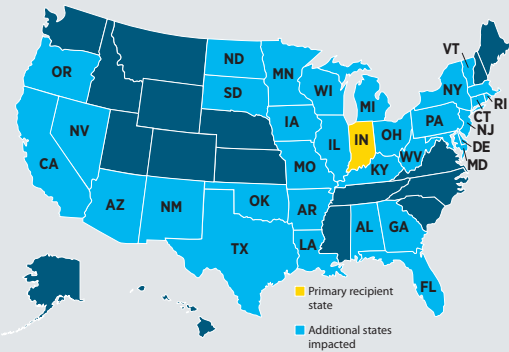 VT
ND
MN
OR
NY
WI
SD
MI
RI
CT
IA
PA
NJ
NV
OH
IL
IN
DE
WV
MD
CA
MO
KY
OK
AZ
NM
AR
AL
GA
TX
LA
FL
Primary recipient
state
Additional states
impacted